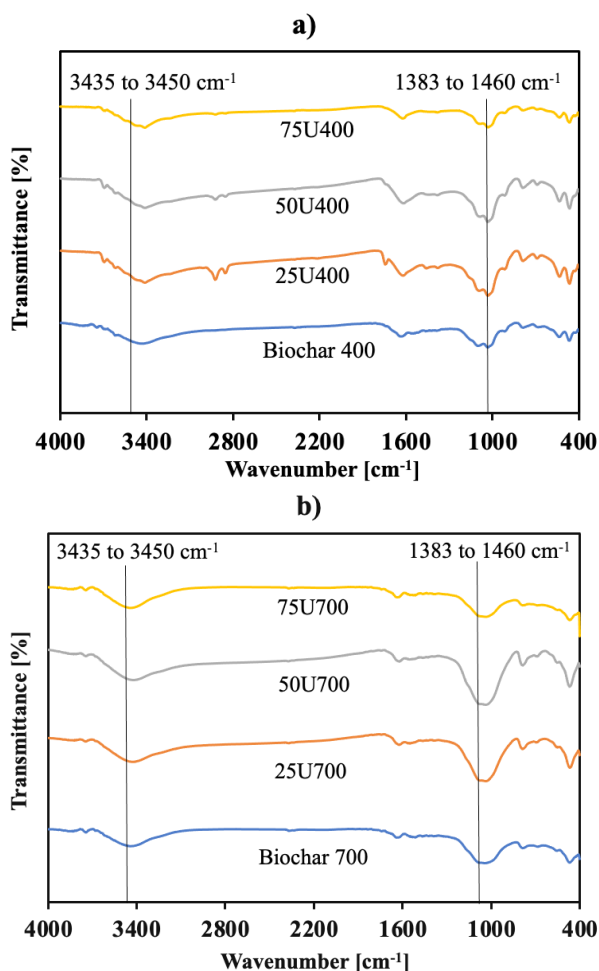 a)
3435 to 3450 cm⁻¹
1383 to 1460 cm⁻¹
75U400
50U400
25U400
Biochar 400
Transmittance [%]
4000 3400 2800 2200 1600 1000 400
Wavenumber [cm⁻¹]
b)
3435 to 3450 cm⁻¹
1383 to 1460 cm⁻¹
75U700
50U700
25U700
Biochar 700
Transmittance [%]
4000 3400 2800 2200 1600 1000 400
Wavenumber [cm⁻¹]